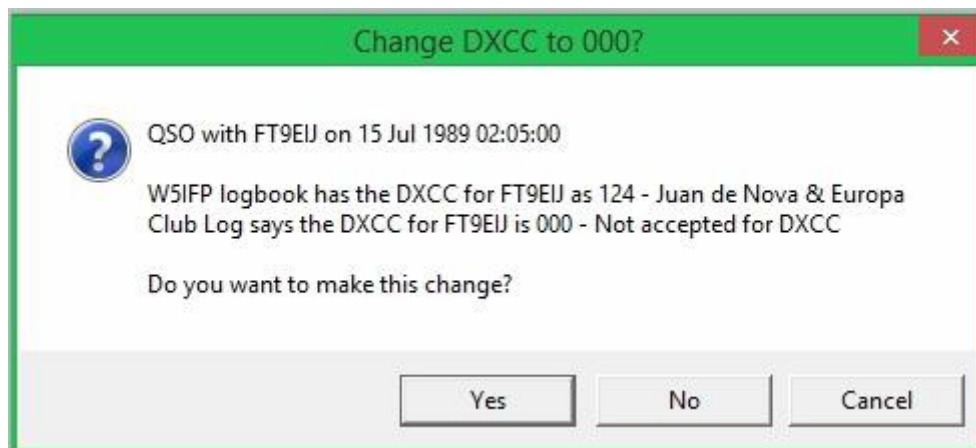 Change DXCC to 000?
QSO with FT9EIJ on 15 Jul 1989 02:05:00
W5IFP logbook has the DXCC for FT9EIJ as 124 - Juan de Nova & Europa
Club Log says the DXCC for FT9EIJ is 000 - Not accepted for DXCC
Do you want to make this change?
Yes No Cancel